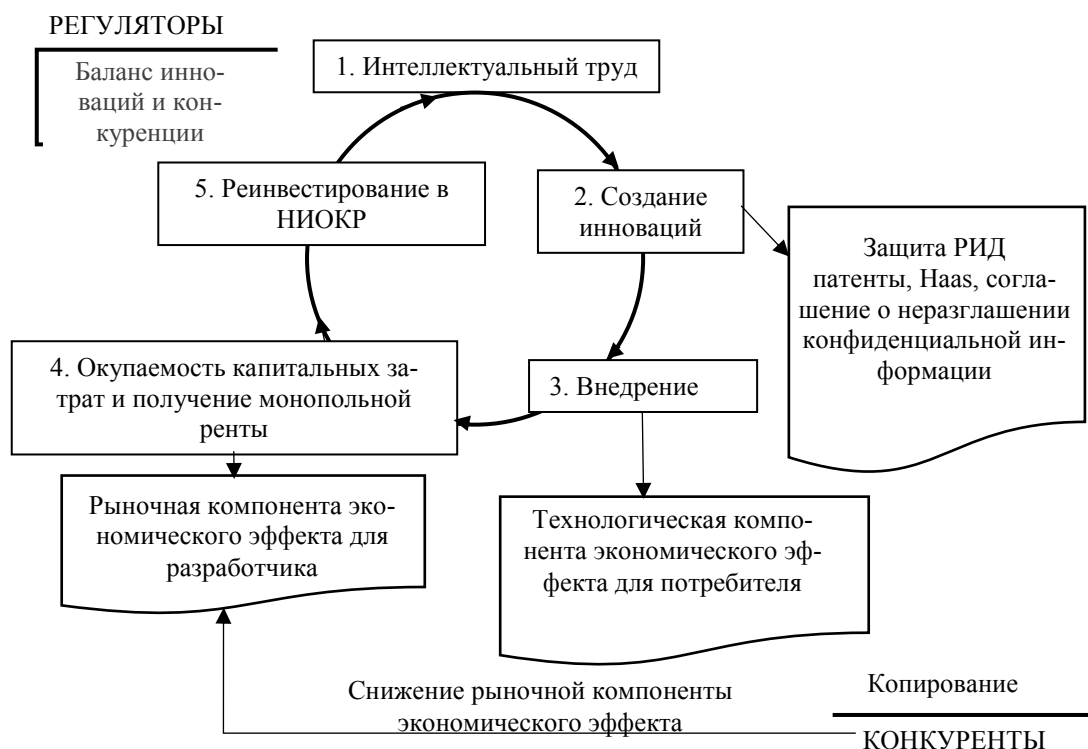 РЕГУЛЯТОРЫ
Баланс инно-
ваций и кон-
куренции
1. Интеллектуальный труд
5. Реинвестирование в
НИОКР
2. Создание
инноваций
Защита РИД
патенты, Нaas, согла-
шение о неразглашении
конфиденциальной ин-
формации
4. Окупаемость капитальных за-
трат и получение монопольной
ренты
3. Внедрение
Рыночная компонента эко-
номического эффекта для
разработчика
Технологическая компо-
нента экономического эф-
фекта для потребителя
Снижение рыночной компоненты
экономического эффекта
Копирование
КОНКУРЕНТЫ